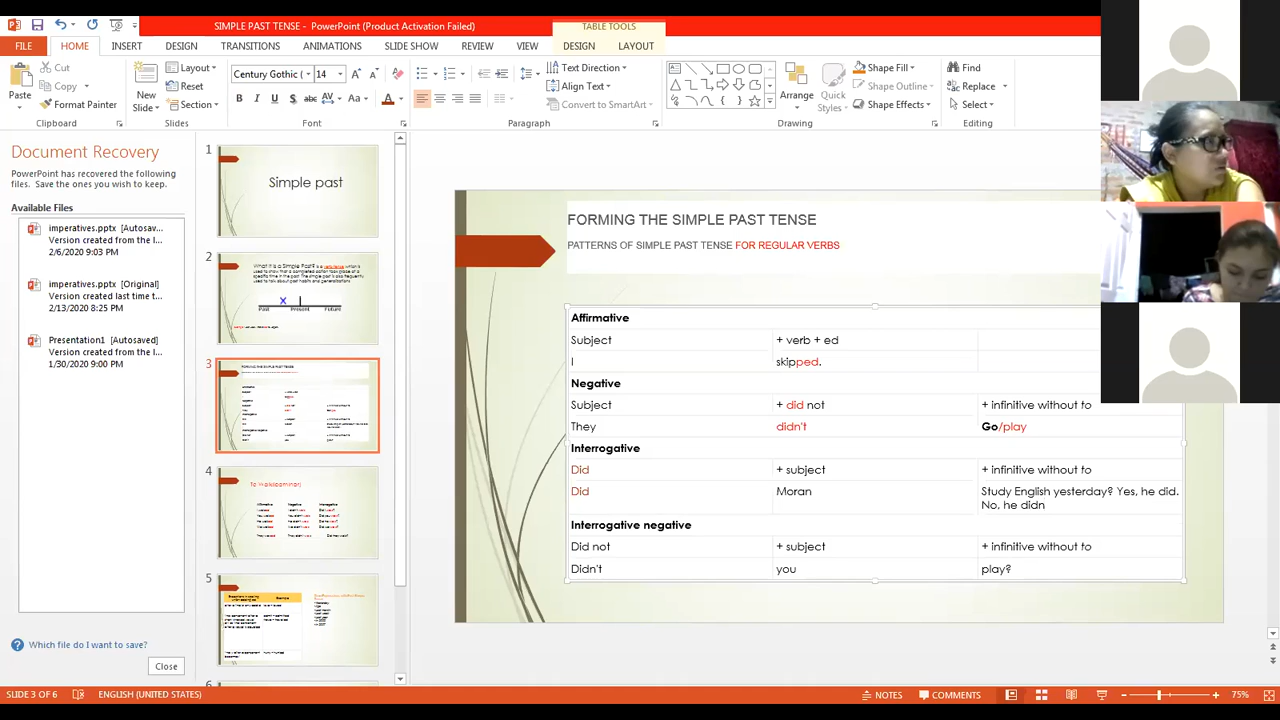 SIMPLE PAST TENSE - PowerPoint (Product Activation Failed)
TABLE TOOLS
FILE
HOME
INSERT
DESIGN
TRANSITIONS
ANIMATIONS
SLIDE SHOW
REVIEW
VIEW
DESIGN
LAYOUT
Paste
Cut
Copy
Format Painter
Clipboard
New Slide
Layout
Reset
Section
Slides
Century Gothic (
14
Font
Text Direction
Align Text
Convert to SmartArt
Paragraph
Arrange
Quick Styles
Shape Fill
Shape Outline
Shape Effects
Drawing
Find
Replace
Select
Editing
Document Recovery
PowerPoint has recovered the following
files. Save the ones you wish to keep.
Available Files
imperatives.pptx [Autosav...
Version created from the l...
2/6/2020 9:03 PM
imperatives.pptx [Original]
Version created last time t...
2/13/2020 8:25 PM
Presentation1 [Autosaved]
Version created from the l...
1/30/2020 9:00 PM
Which file do I want to save?
Close
1
Simple past
2
Past Present Future
3
4
5
FORMING THE SIMPLE PAST TENSE
PATTERNS OF SIMPLE PAST TENSE FOR REGULAR VERBS
Affirmative
Subject + verb + ed
I skipped.
Negative
Subject + did not + infinitive without to
They didn't Go/play
Interrogative
Did + subject + infinitive without to
Did Moran Study English yesterday? Yes, he did.
No, he didn
Interrogative negative
Did not + subject + infinitive without to
Didn't you play?
SLIDE 3 OF 6
ENGLISH (UNITED STATES)
NOTES
COMMENTS
75%